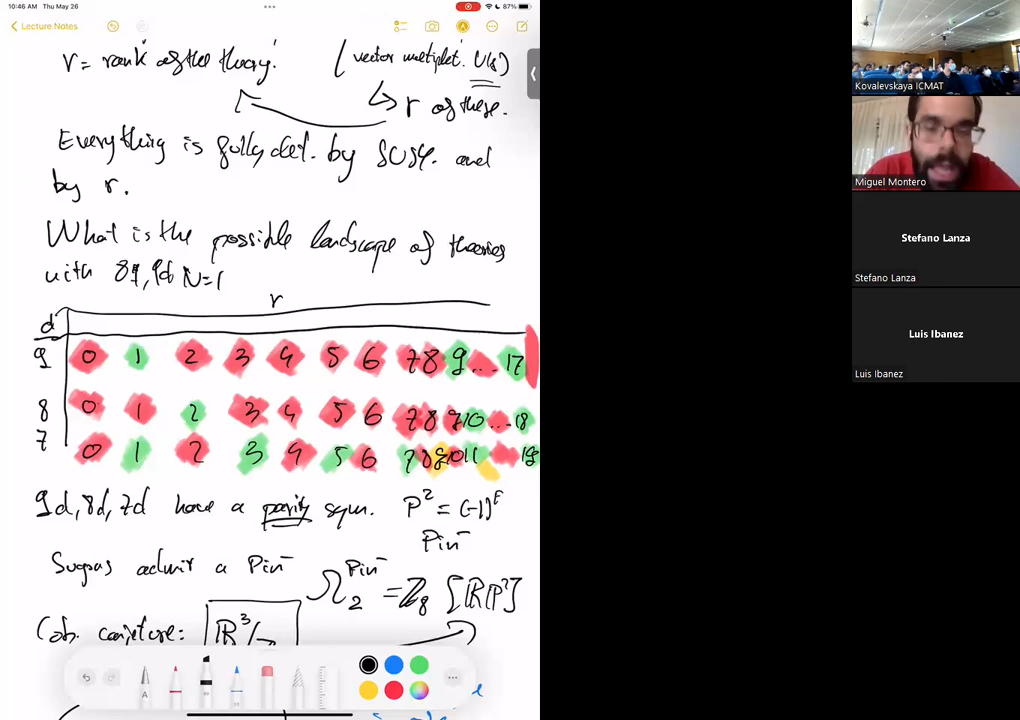 10:46 AM Thu May 26
87%
Lecture Notes
r = rank of the theory.
(vector multiplet. U(1))
r of these.
Everything is fully det. by SUSY. and
by r.
What is the possible landscape of theories
with 9d N=1
r
d
9 0 1 2 3 4 5 6 7 8 9 ... 17
8 0 1 2 3 4 5 6 7 8 9 10 ... 18
7 0 1 2 3 4 5 6 7 8 9 10 11 19
9d, 8d, 7d have a parity sym. P² = (-1)^F
Pin⁻
Sugras admit a Pin⁻ Ω₂^Pin⁻ = ℤ₈ [ℝP²]
Cob. conjecture: ℝ³/
A
Kovalevskaya ICMAT
Miguel Montero
Stefano Lanza
Stefano Lanza
Luis Ibanez
Luis Ibanez